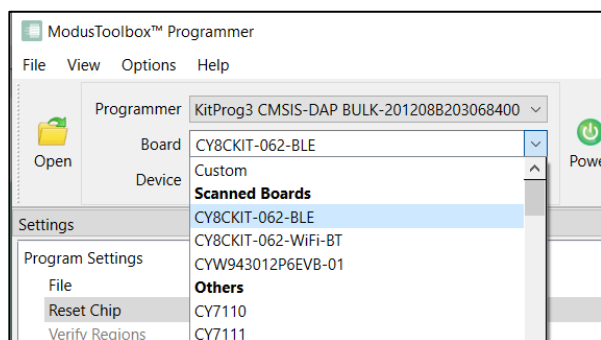 ModusToolbox™ Programmer
File View Options Help
Programmer KitProg3 CMSIS-DAP BULK-201208B203068400
Open
Board CY8CKIT-062-BLE
Device
Custom
Scanned Boards
CY8CKIT-062-BLE
CY8CKIT-062-WiFi-BT
CYW943012P6EVB-01
Others
CY7110
CY7111
Settings
Program Settings
File
Reset Chip
Verify Regions